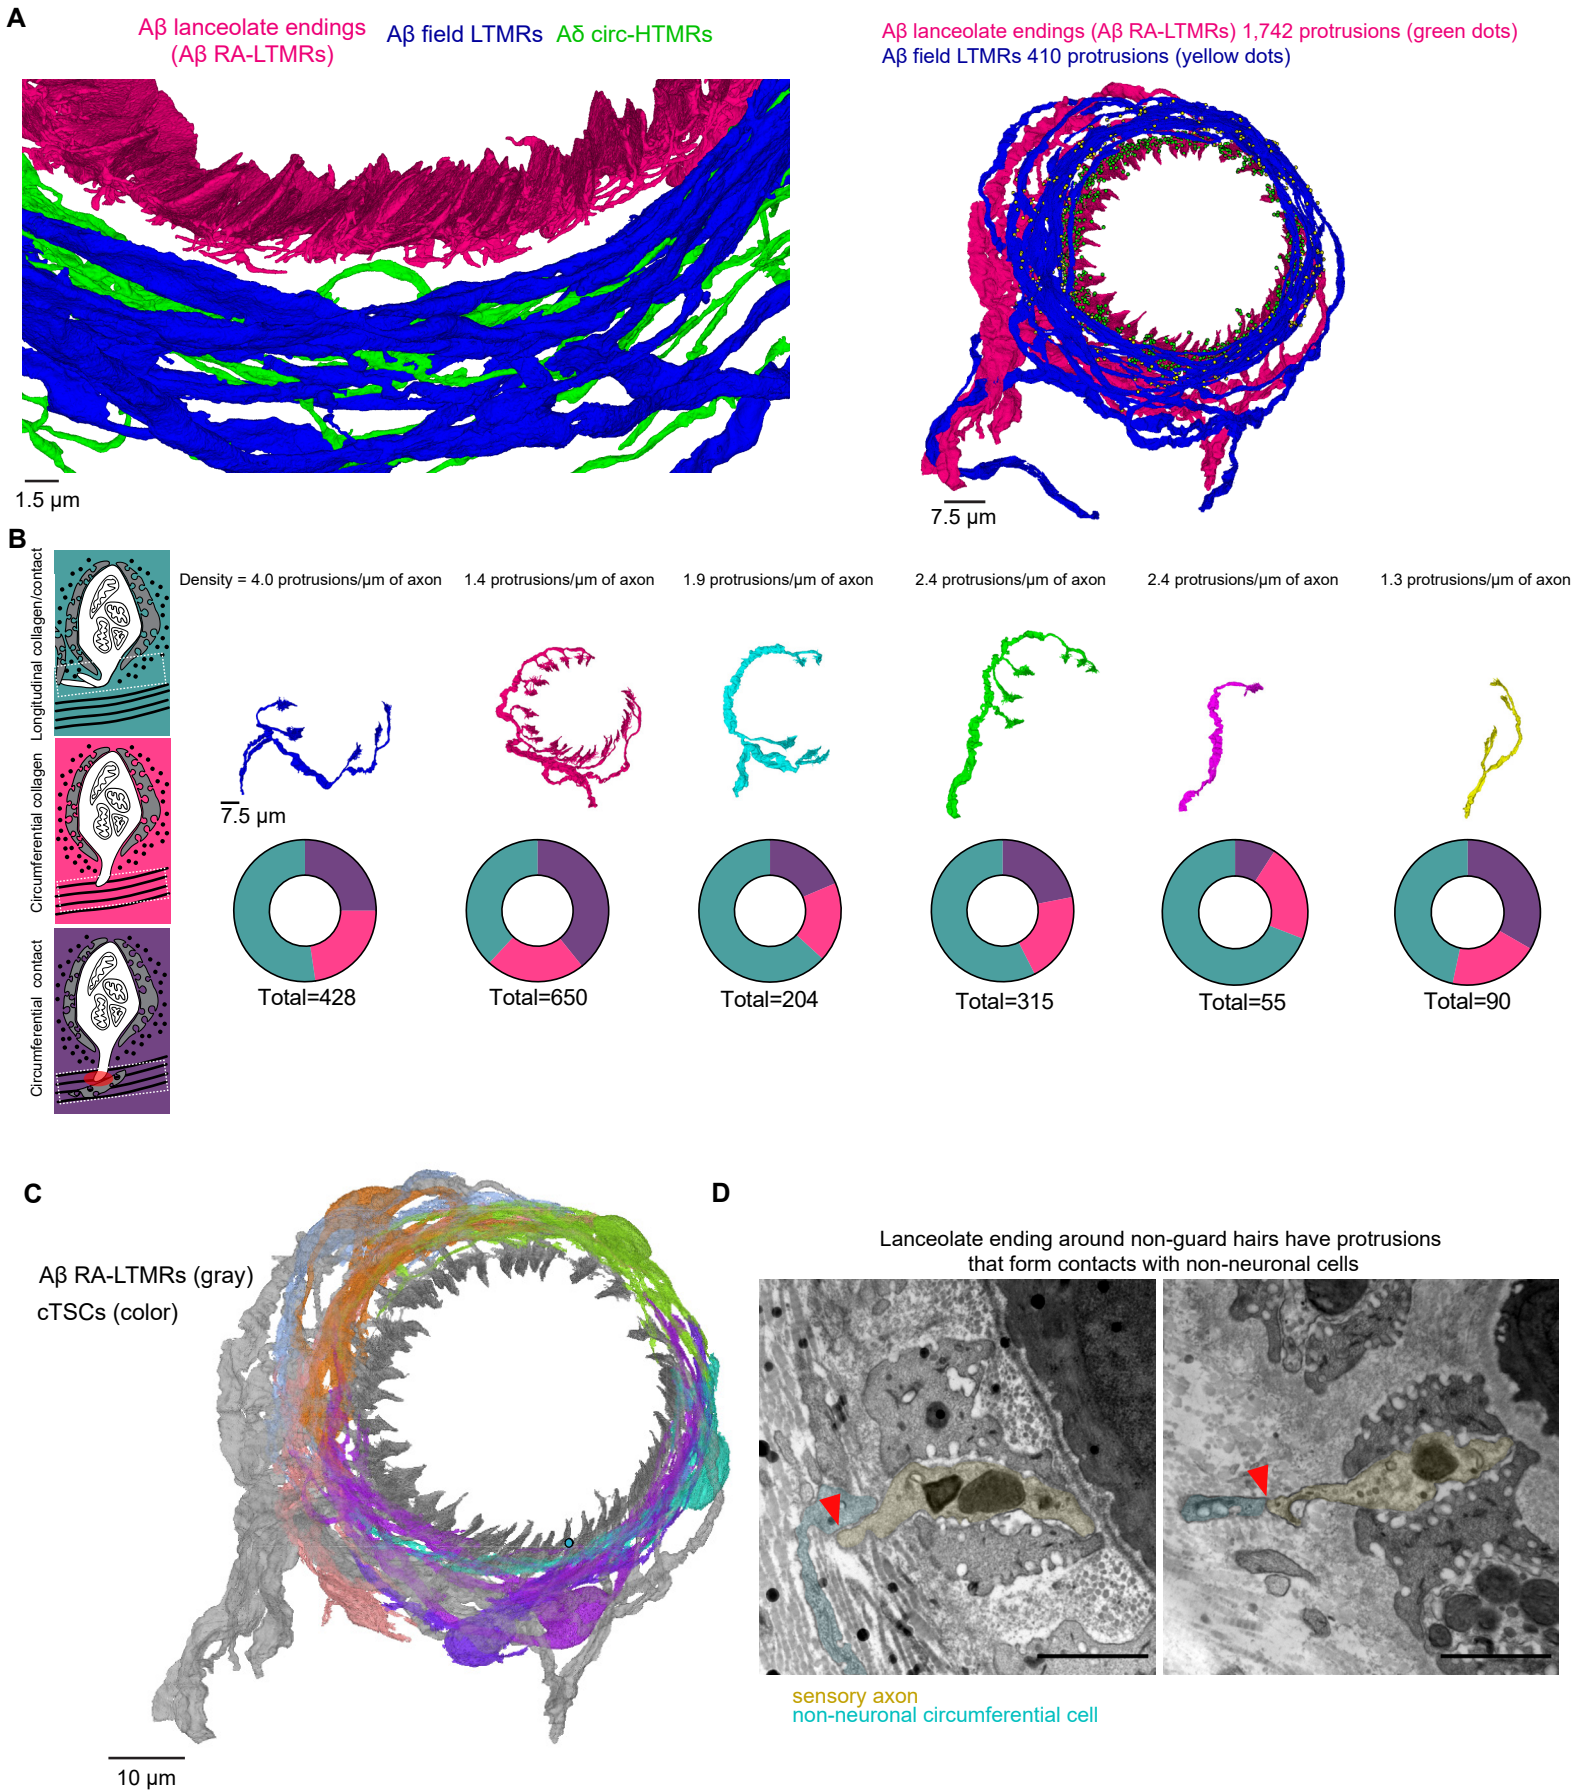 A
Aβ lanceolate endings
(Aβ RA-LTMRs)
Aβ field LTMRs
Aδ circ-HTMRs
Aβ lanceolate endings (Aβ RA-LTMRs) 1,742 protrusions (green dots)
Aβ field LTMRs 410 protrusions (yellow dots)
1.5 µm
7.5 µm
B
Longitudinal collagen/contact
Circumferential collagen
Circumferential contact
Density = 4.0 protrusions/µm of axon
1.4 protrusions/µm of axon
1.9 protrusions/µm of axon
2.4 protrusions/µm of axon
2.4 protrusions/µm of axon
1.3 protrusions/µm of axon
7.5 µm
Total=428
Total=650
Total=204
Total=315
Total=55
Total=90
C
Aβ RA-LTMRs (gray)
cTSCs (color)
10 µm
D
Lanceolate ending around non-guard hairs have protrusions
that form contacts with non-neuronal cells
sensory axon
non-neuronal circumferential cell